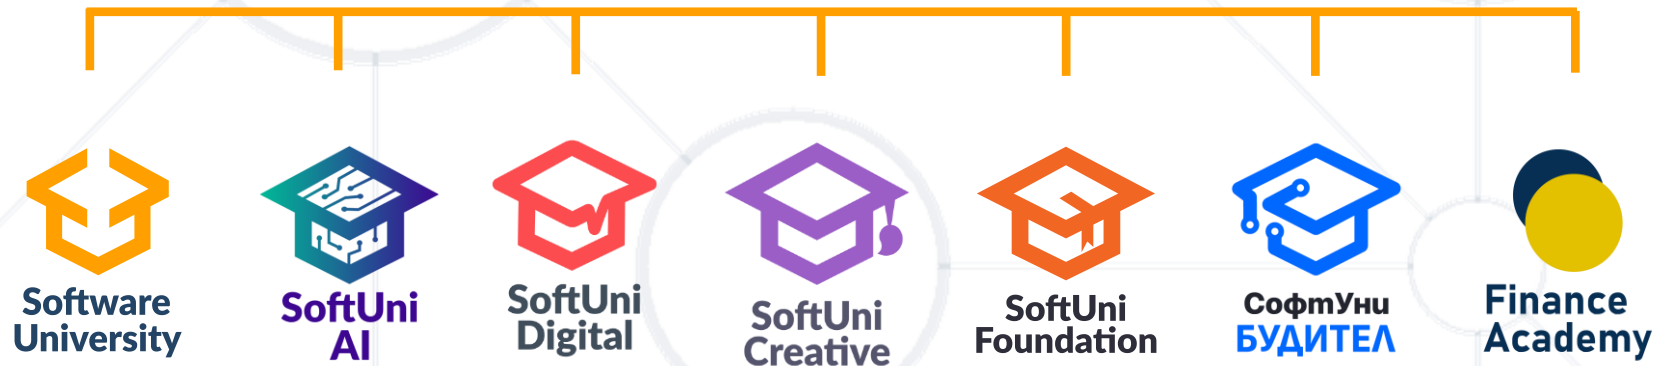 Software
University
SoftUni
AI
SoftUni
Digital
SoftUni
Creative
SoftUni
Foundation
СофтУни
БУДИТЕЛ
Finance
Academy